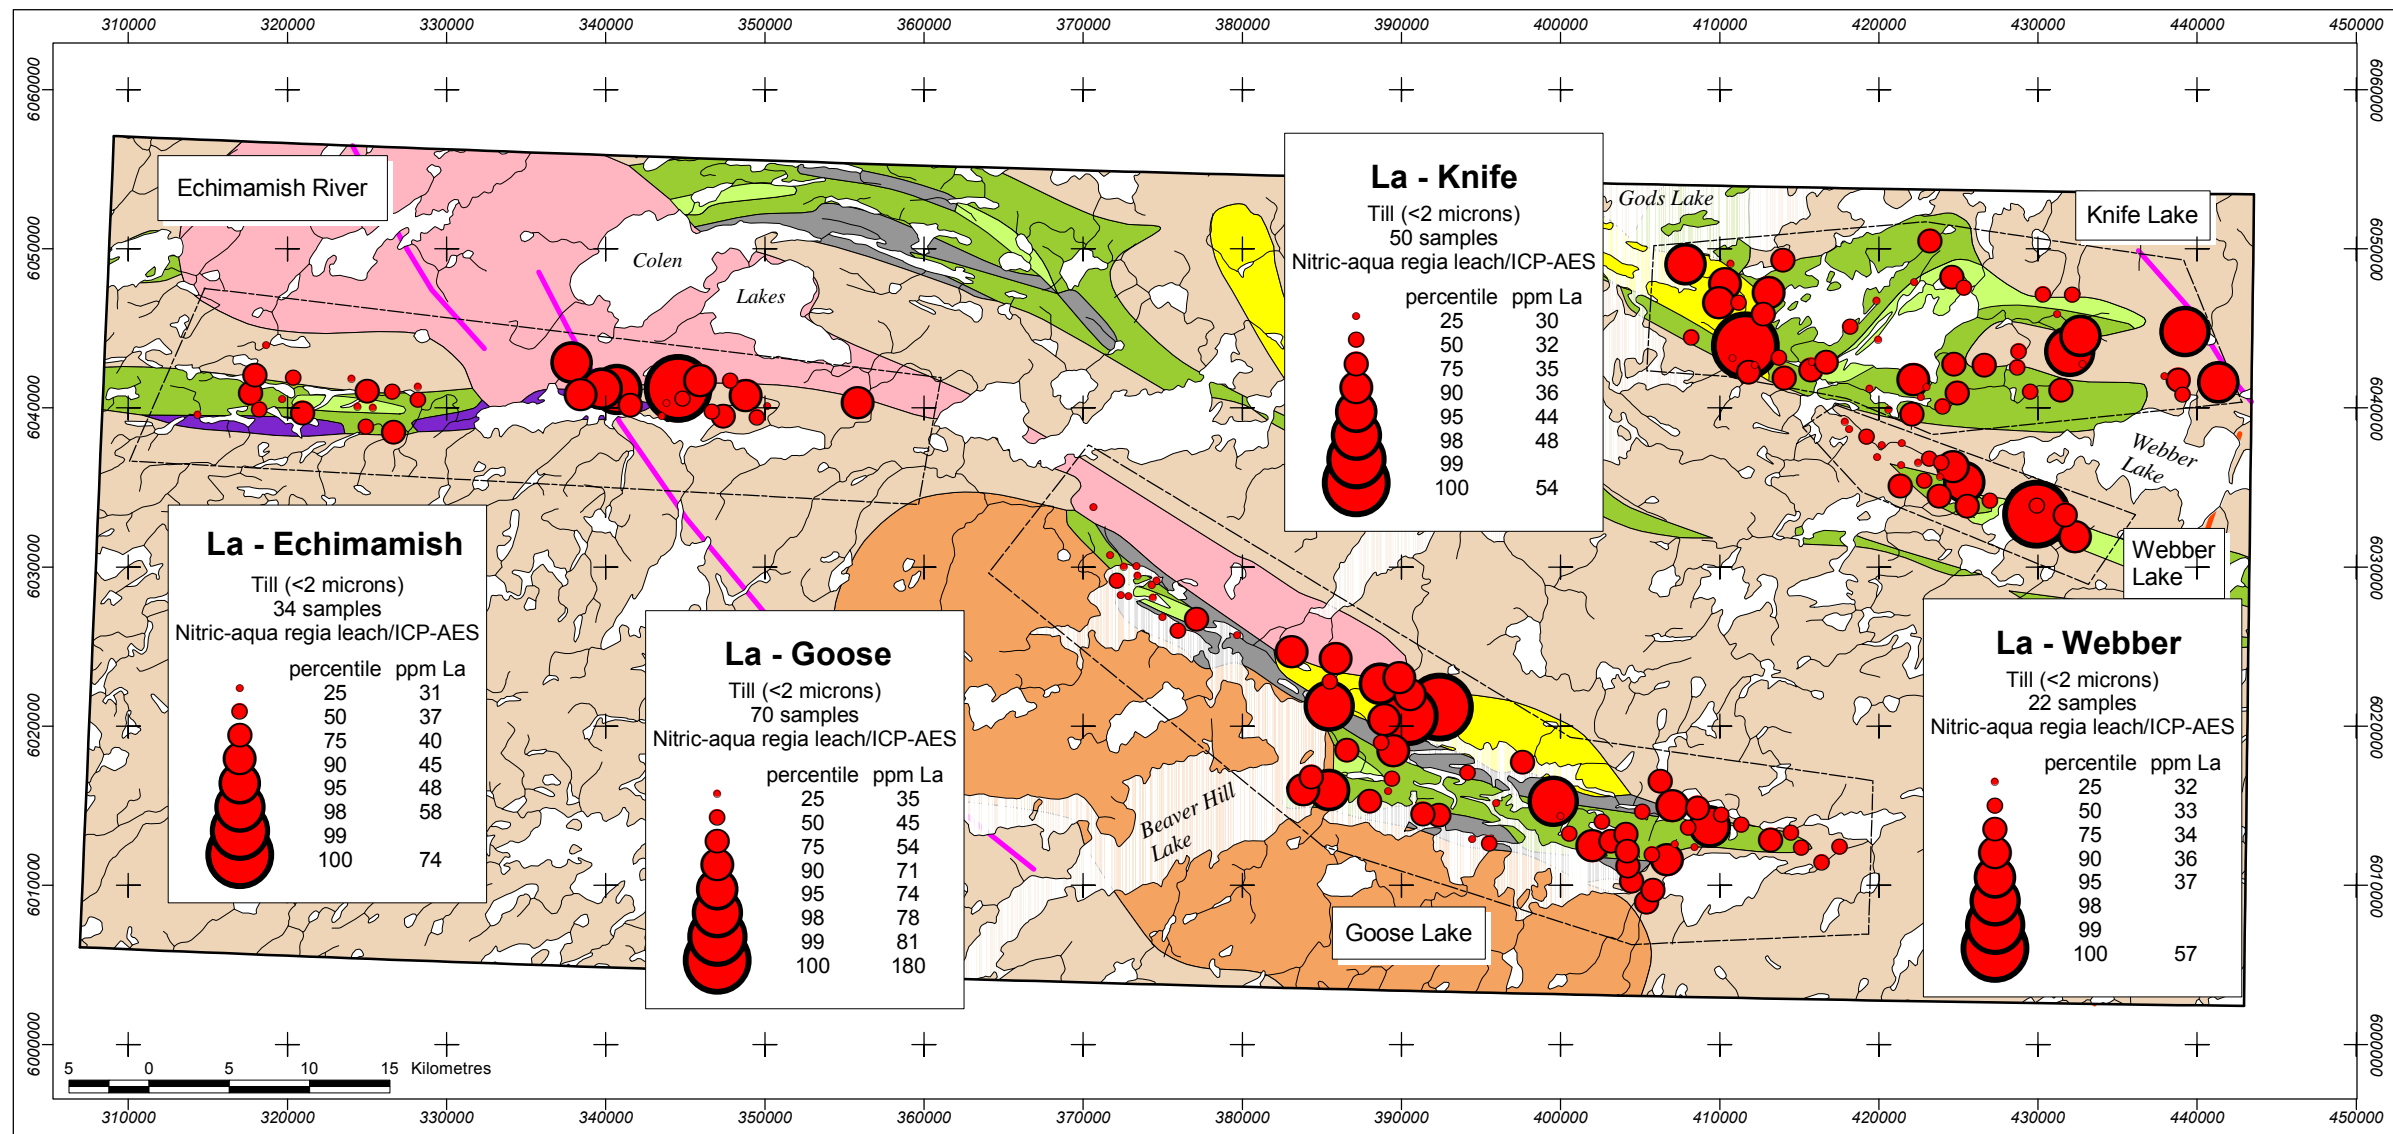 310000 320000 330000 340000 350000 360000 370000 380000 390000 400000 410000 420000 430000 440000 450000
6060000 6060000
Echimamish River
La - Knife
Till (<2 microns)
50 samples
Nitric-aqua regia leach/ICP-AES
percentile ppm La
25 30
50 32
75 35
90 36
95 44
98 48
99
100 54
Gods Lake
Knife Lake
6050000 6050000
Colen
Lakes
6040000 6040000
Webber
Lake
La - Echimamish
Till (<2 microns)
34 samples
Nitric-aqua regia leach/ICP-AES
percentile ppm La
25 31
50 37
75 40
90 45
95 48
98 58
99
100 74
6030000 6030000
Webber
Lake
La - Goose
Till (<2 microns)
70 samples
Nitric-aqua regia leach/ICP-AES
percentile ppm La
25 35
50 45
75 54
90 71
95 74
98 78
99 81
100 180
La - Webber
Till (<2 microns)
22 samples
Nitric-aqua regia leach/ICP-AES
percentile ppm La
25 32
50 33
75 34
90 36
95 37
98
99
100 57
6020000 6020000
Beaver Hill
Lake
6010000 6010000
Goose Lake
6000000 6000000
5 0 5 10 15 Kilometres
310000 320000 330000 340000 350000 360000 370000 380000 390000 400000 410000 420000 430000 440000 450000